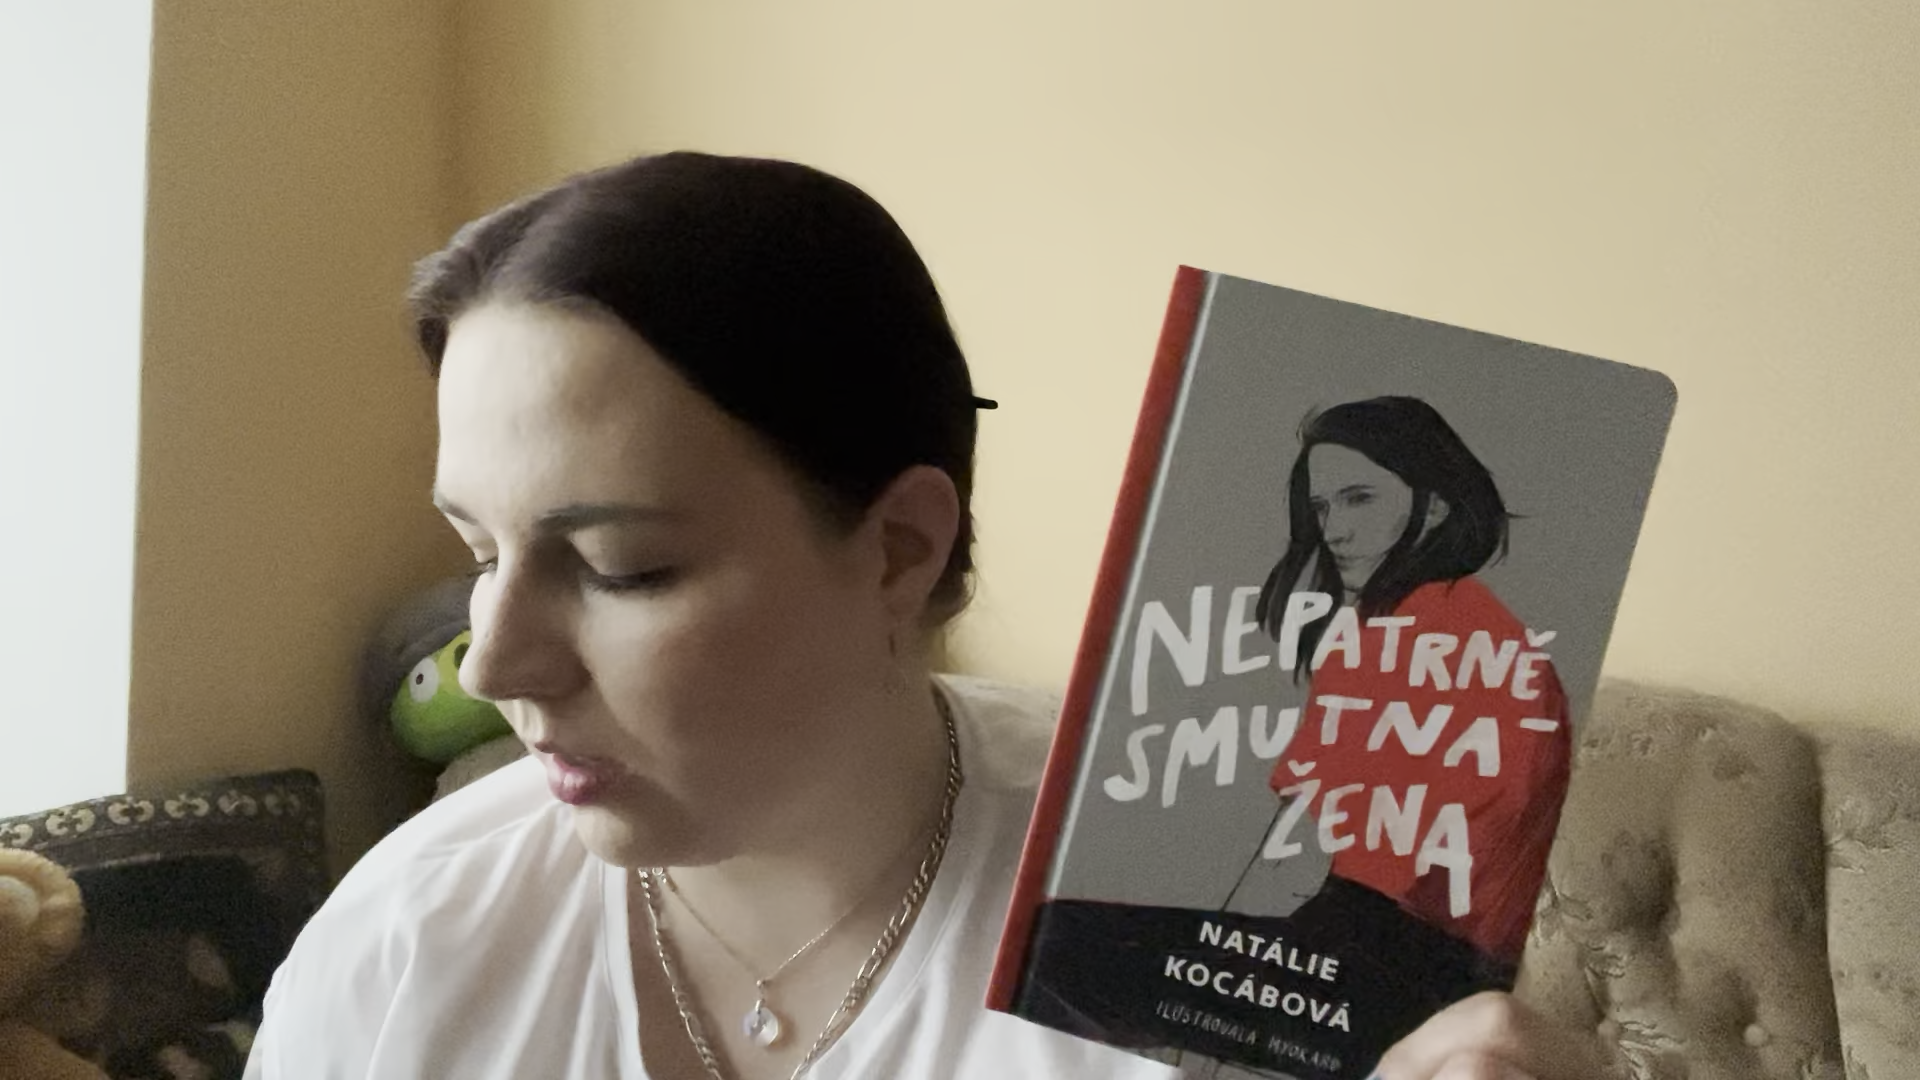 NEPATRNĚ
SMUTNÁ
ŽENA
NATÁLIE
KOCÁBOVÁ
ILUSTROVALA MYOKARD